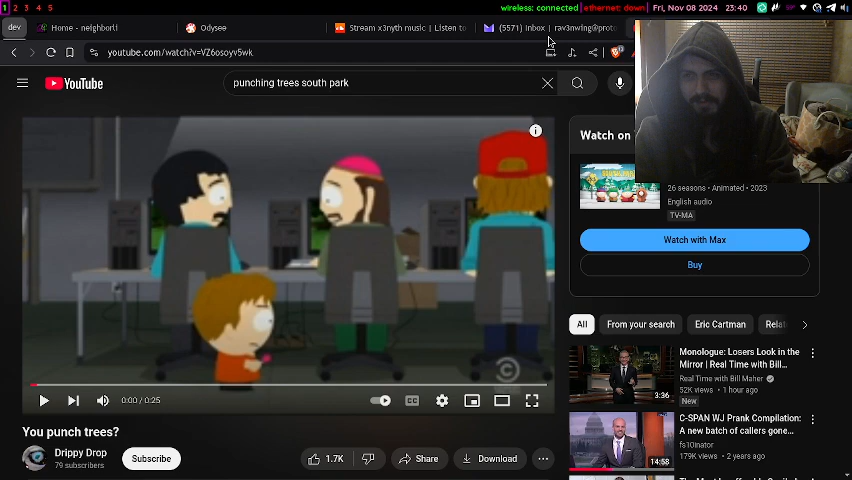 1 2 3 4 5
wireless: connected | ethernet: down | Fri, Nov 08 2024 | 23:40
dev
Home - neighborli
Odysee
Stream x3nyth music | Listen to
(5571) Inbox | rav3nwing@proto
youtube.com/watch?v=VZ6osoyv5wk
YouTube
punching trees south park
Watch on
26 seasons • Animated • 2023
English audio
TV-MA
Watch with Max
Buy
All
From your search
Eric Cartman
Relat
0:00 / 0:25
CC
Monologue: Losers Look in the
Mirror | Real Time with Bill...
Real Time with Bill Maher
52K views • 1 hour ago
New
3:36
You punch trees?
C-SPAN WJ Prank Compilation:
A new batch of callers gone...
fs10inator
179K views • 2 years ago
14:58
Drippy Drop
79 subscribers
Subscribe
1.7K
Share
Download